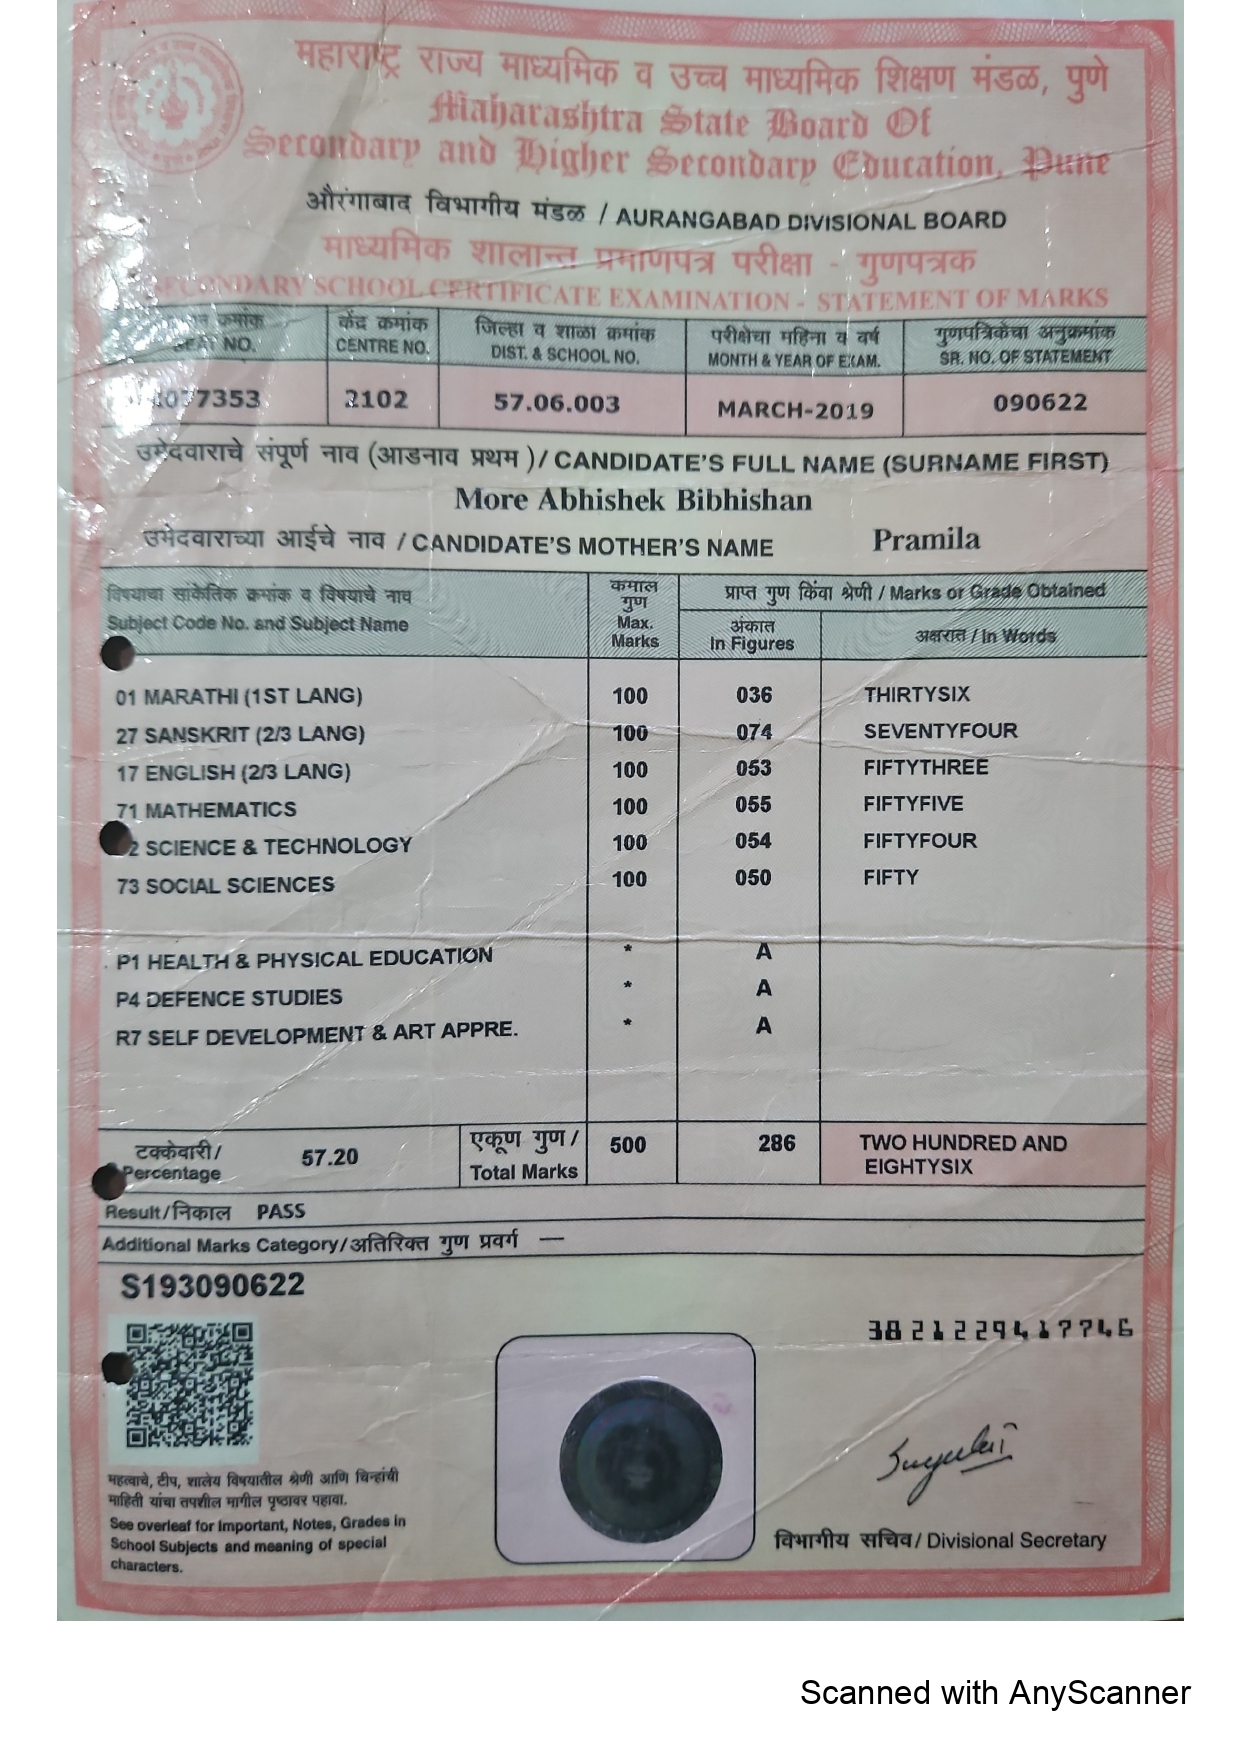 महाराष्ट्र राज्य माध्यमिक व उच्च माध्यमिक शिक्षण मंडळ, पुणे
Maharashtra State Board Of
Secondary and Higher Secondary Education, Pune
औरंगाबाद विभागीय मंडळ / AURANGABAD DIVISIONAL BOARD
माध्यमिक शालान्त प्रमाणपत्र परीक्षा - गुणपत्रक
SECONDARY SCHOOL CERTIFICATE EXAMINATION - STATEMENT OF MARKS
क्रमांक केंद्र क्रमांक जिल्हा व शाळा क्रमांक परीक्षेचा महिना व वर्ष गुणपत्रिकेचा अनुक्रमांक
SEAT NO. CENTRE NO. DIST. & SCHOOL NO. MONTH & YEAR OF EXAM. SR. NO. OF STATEMENT
2102 57.06.003 MARCH-2019 090622
उमेदवाराचे संपूर्ण नाव (आडनाव प्रथम )/ CANDIDATE'S FULL NAME (SURNAME FIRST)
More Abhishek Bibhishan
उमेदवाराच्या आईचे नाव / CANDIDATE'S MOTHER'S NAME Pramila
विषयाचा सांकेतिक क्रमांक व विषयाचे नाव कमाल गुण प्राप्त गुण किंवा श्रेणी / Marks or Grade Obtained
Subject Code No. and Subject Name Max. Marks अंकात In Figures अक्षरात / In Words
01 MARATHI (1ST LANG) 100 036 THIRTYSIX
27 SANSKRIT (2/3 LANG) 100 074 SEVENTYFOUR
17 ENGLISH (2/3 LANG) 100 053 FIFTYTHREE
71 MATHEMATICS 100 055 FIFTYFIVE
2 SCIENCE & TECHNOLOGY 100 054 FIFTYFOUR
73 SOCIAL SCIENCES 100 050 FIFTY
P1 HEALTH & PHYSICAL EDUCATION * A
P4 DEFENCE STUDIES * A
R7 SELF DEVELOPMENT & ART APPRE. * A
टक्केवारी / Percentage 57.20 एकूण गुण / Total Marks 500 286 TWO HUNDRED AND
EIGHTYSIX
Result/निकाल PASS
Additional Marks Category/अतिरिक्त गुण प्रवर्ग —
S193090622
3821229417746
महत्वाचे, टीप, शालेय विषयातील श्रेणी आणि चिन्हांची
माहिती यांचा तपशील मागील पृष्ठावर पहावा.
See overleaf for Important, Notes, Grades in
School Subjects and meaning of special
characters.
विभागीय सचिव/ Divisional Secretary
Scanned with AnyScanner